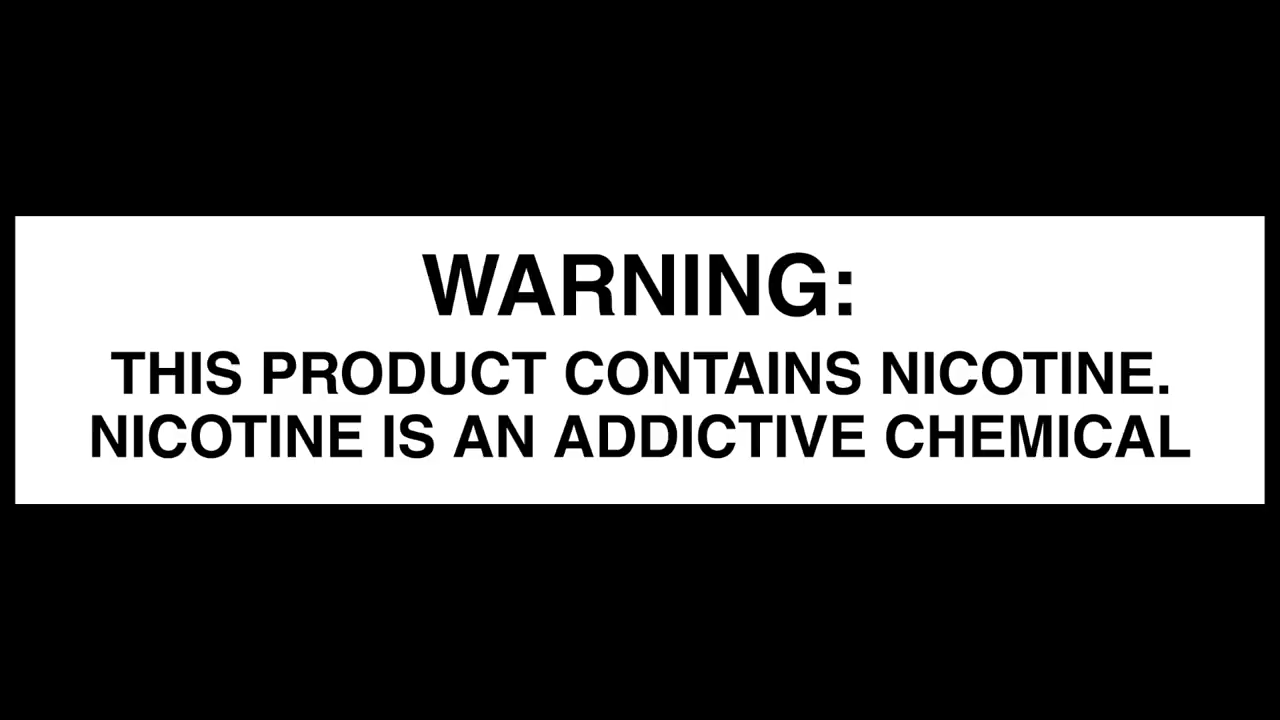 WARNING:
THIS PRODUCT CONTAINS NICOTINE.
NICOTINE IS AN ADDICTIVE CHEMICAL